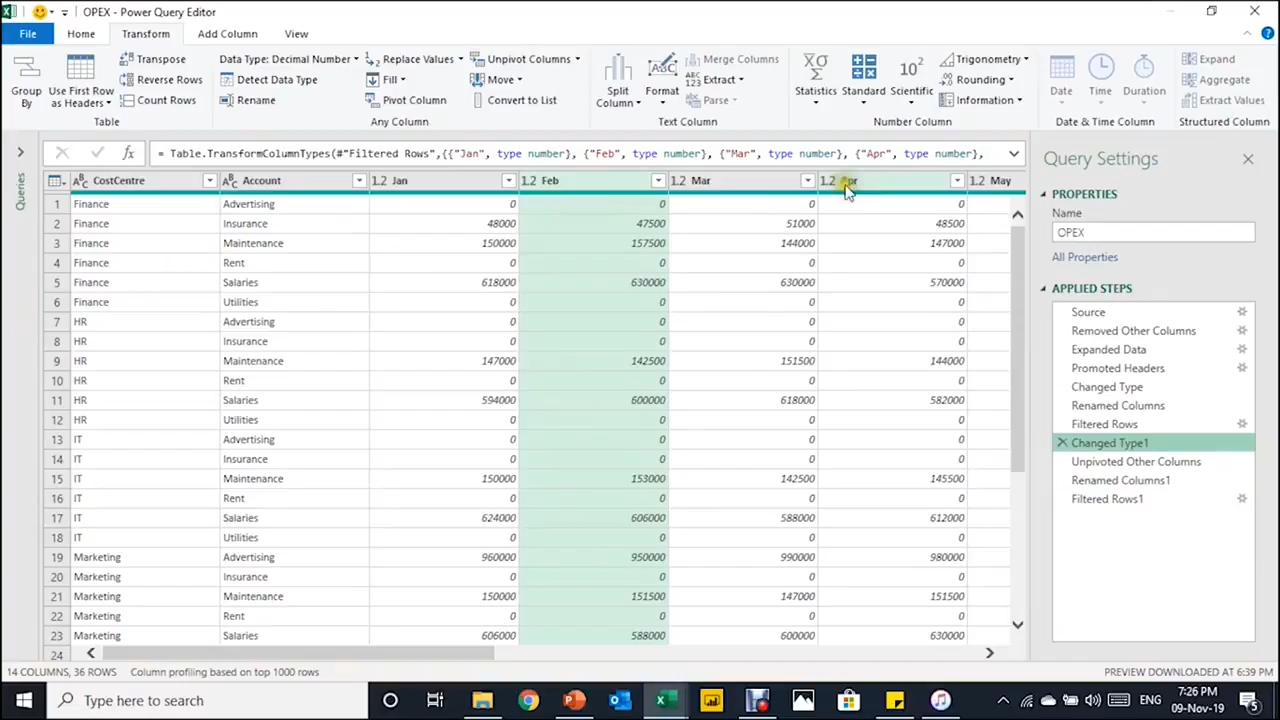 OPEX - Power Query Editor
File Home Transform Add Column View
Transpose Data Type: Decimal Number Replace Values Unpivot Columns Merge Columns Trigonometry Expand
Reverse Rows Detect Data Type Fill Move Extract Rounding Aggregate
Group By Use First Row as Headers Count Rows Rename Pivot Column Convert to List Split Column Format Parse Statistics Standard Scientific Information Date Time Duration Extract Values
Table Any Column Text Column Number Column Date & Time Column Structured Column
= Table.TransformColumnTypes(#"Filtered Rows",{{"Jan", type number}, {"Feb", type number}, {"Mar", type number}, {"Apr", type number},
CostCentre Account 1.2 Jan 1.2 Feb 1.2 Mar 1.2 Apr 1.2 May
1 Finance Advertising 0 0 0 0
2 Finance Insurance 48000 47500 51000 48500
3 Finance Maintenance 150000 157500 144000 147000
4 Finance Rent 0 0 0 0
5 Finance Salaries 618000 630000 630000 570000
6 Finance Utilities 0 0 0 0
7 HR Advertising 0 0 0 0
8 HR Insurance 0 0 0 0
9 HR Maintenance 147000 142500 151500 144000
10 HR Rent 0 0 0 0
11 HR Salaries 594000 600000 618000 582000
12 HR Utilities 0 0 0 0
13 IT Advertising 0 0 0 0
14 IT Insurance 0 0 0 0
15 IT Maintenance 150000 153000 142500 145500
16 IT Rent 0 0 0 0
17 IT Salaries 624000 606000 588000 612000
18 IT Utilities 0 0 0 0
19 Marketing Advertising 960000 950000 990000 980000
20 Marketing Insurance 0 0 0 0
21 Marketing Maintenance 150000 151500 147000 151500
22 Marketing Rent 0 0 0 0
23 Marketing Salaries 606000 588000 600000 630000
24
Queries
Query Settings
PROPERTIES
Name
OPEX
All Properties
APPLIED STEPS
Source
Removed Other Columns
Expanded Data
Promoted Headers
Changed Type
Renamed Columns
Filtered Rows
Changed Type1
Unpivoted Other Columns
Renamed Columns1
Filtered Rows1
14 COLUMNS, 36 ROWS Column profiling based on top 1000 rows PREVIEW DOWNLOADED AT 6:39 PM
Type here to search ENG 7:26 PM
09-Nov-19